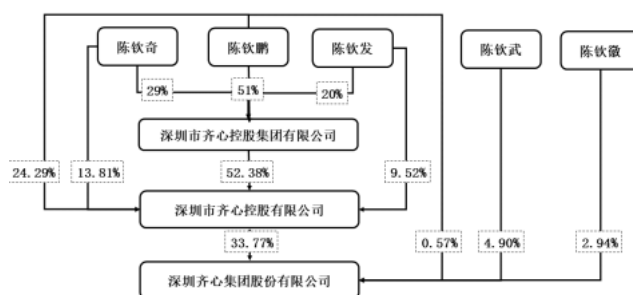 陈钦奇 陈钦鹏 陈钦发 陈钦武 陈钦徽
29% 51% 20%
深圳市齐心控股集团有限公司
24.29% 13.81% 52.38% 9.52%
深圳市齐心控股有限公司
33.77% 0.57% 4.90% 2.94%
深圳齐心集团股份有限公司